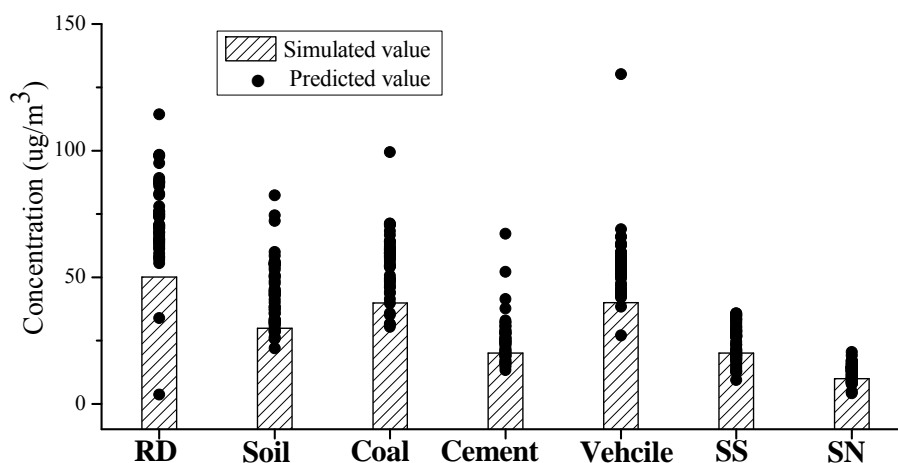 150
Simulated value
Predicted value
100
50
0
Concentration (ug/m³)
RD Soil Coal Cement Vehcile SS SN